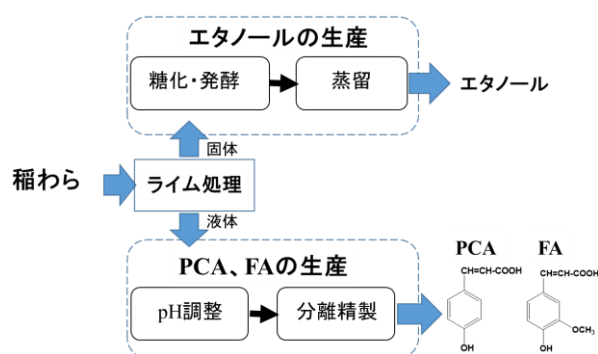 エタノールの生産
糖化・発酵
蒸留
エタノール
固体
稲わら
ライム処理
液体
PCA、FAの生産
pH調整
分離精製
PCA
FA
CH=CH-COOH
OH
CH=CH-COOH
OCH₃
OH